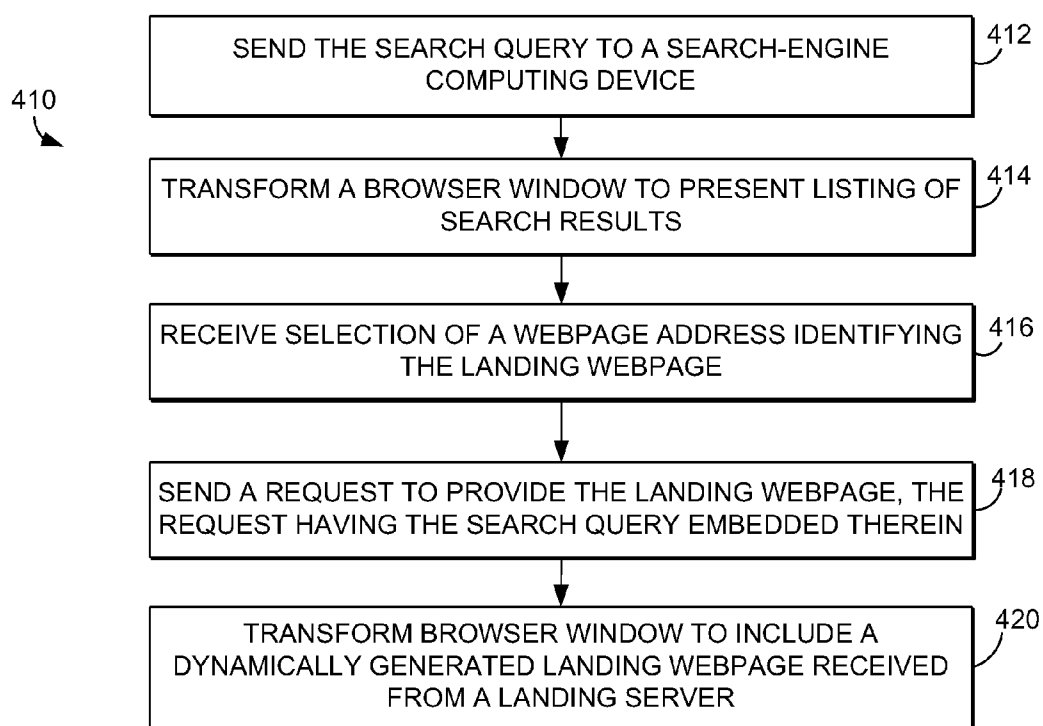 410
SEND THE SEARCH QUERY TO A SEARCH-ENGINE
COMPUTING DEVICE
412
TRANSFORM A BROWSER WINDOW TO PRESENT LISTING OF
SEARCH RESULTS
414
RECEIVE SELECTION OF A WEBPAGE ADDRESS IDENTIFYING
THE LANDING WEBPAGE
416
SEND A REQUEST TO PROVIDE THE LANDING WEBPAGE, THE
REQUEST HAVING THE SEARCH QUERY EMBEDDED THEREIN
418
TRANSFORM BROWSER WINDOW TO INCLUDE A
DYNAMICALLY GENERATED LANDING WEBPAGE RECEIVED
FROM A LANDING SERVER
420